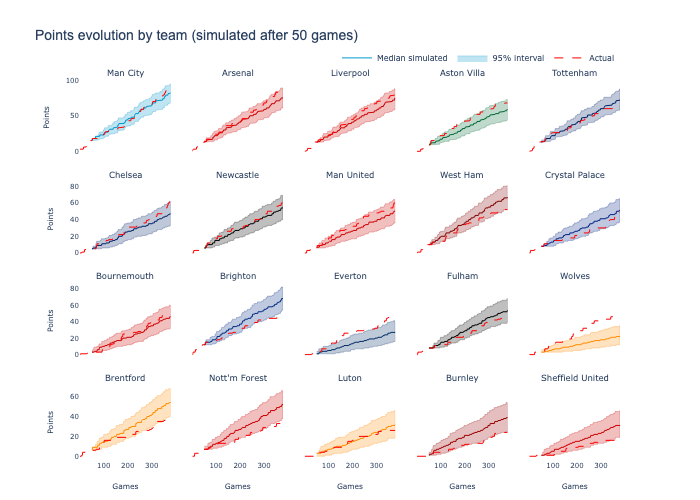 Points evolution by team (simulated after 50 games)
Median simulated 95% interval Actual
Man City Arsenal Liverpool Aston Villa Tottenham
100
50
0
Points
Chelsea Newcastle Man United West Ham Crystal Palace
80
60
40
20
0
Points
Bournemouth Brighton Everton Fulham Wolves
80
60
40
20
0
Points
Brentford Nott'm Forest Luton Burnley Sheffield United
60
40
20
0
Points
100 200 300 100 200 300 100 200 300 100 200 300 100 200 300
Games Games Games Games Games